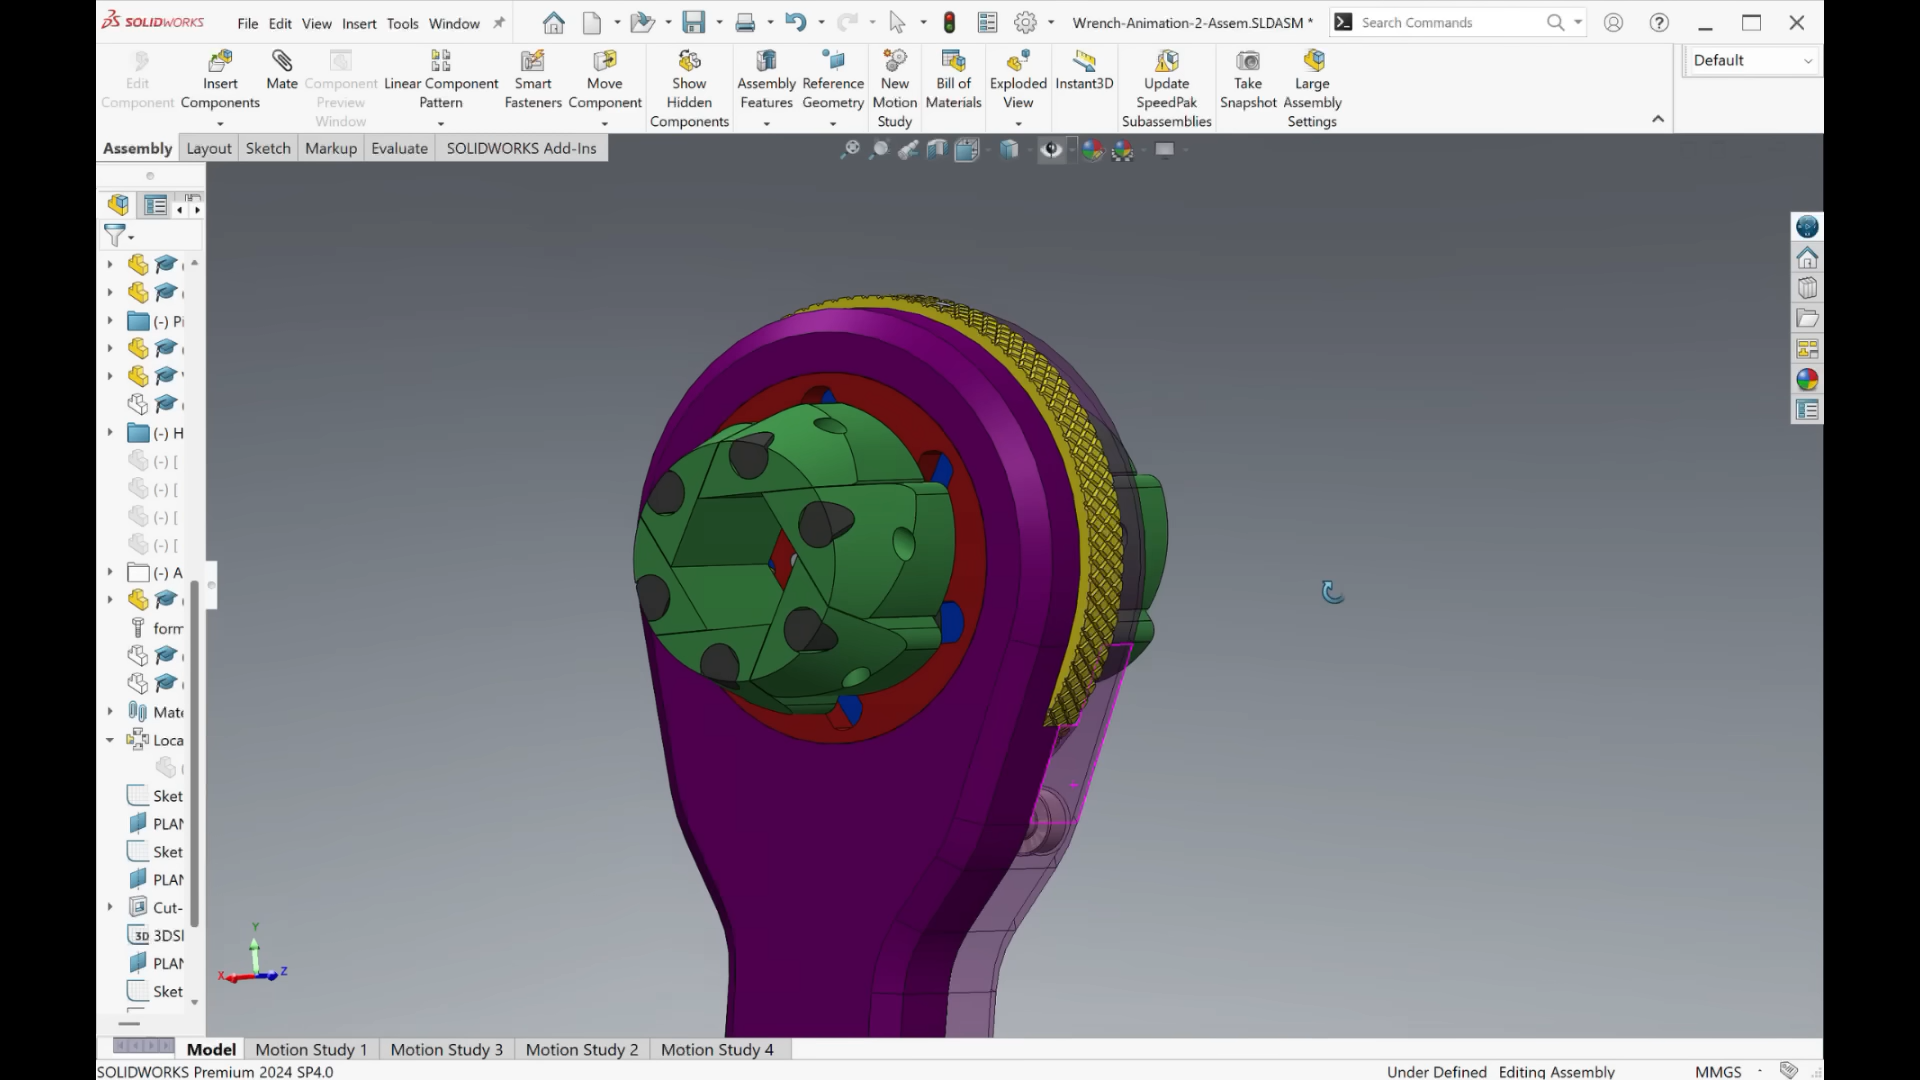 SOLIDWORKS
File Edit View Insert Tools Window
Wrench-Animation-2-Assem.SLDASM *
Search Commands
Edit Component
Insert Components
Mate
Component Preview Window
Linear Component Pattern
Smart Fasteners
Move Component
Show Hidden Components
Assembly Features
Reference Geometry
New Motion Study
Bill of Materials
Exploded View
Instant3D
Update SpeedPak Subassemblies
Take Snapshot
Large Assembly Settings
Default
Assembly Layout Sketch Markup Evaluate SOLIDWORKS Add-Ins
(
(
(-) Pi
(
(
(-) H
(-) [
(-) [
(-) [
(-) [
(-) A
(
form
(
(
Mate
Loca
(
Sket
PLAN
Sket
PLAN
Cut-
3D 3DSI
PLAN
Sket
Y
X
Z
Model Motion Study 1 Motion Study 3 Motion Study 2 Motion Study 4
SOLIDWORKS Premium 2024 SP4.0
Under Defined Editing Assembly MMGS